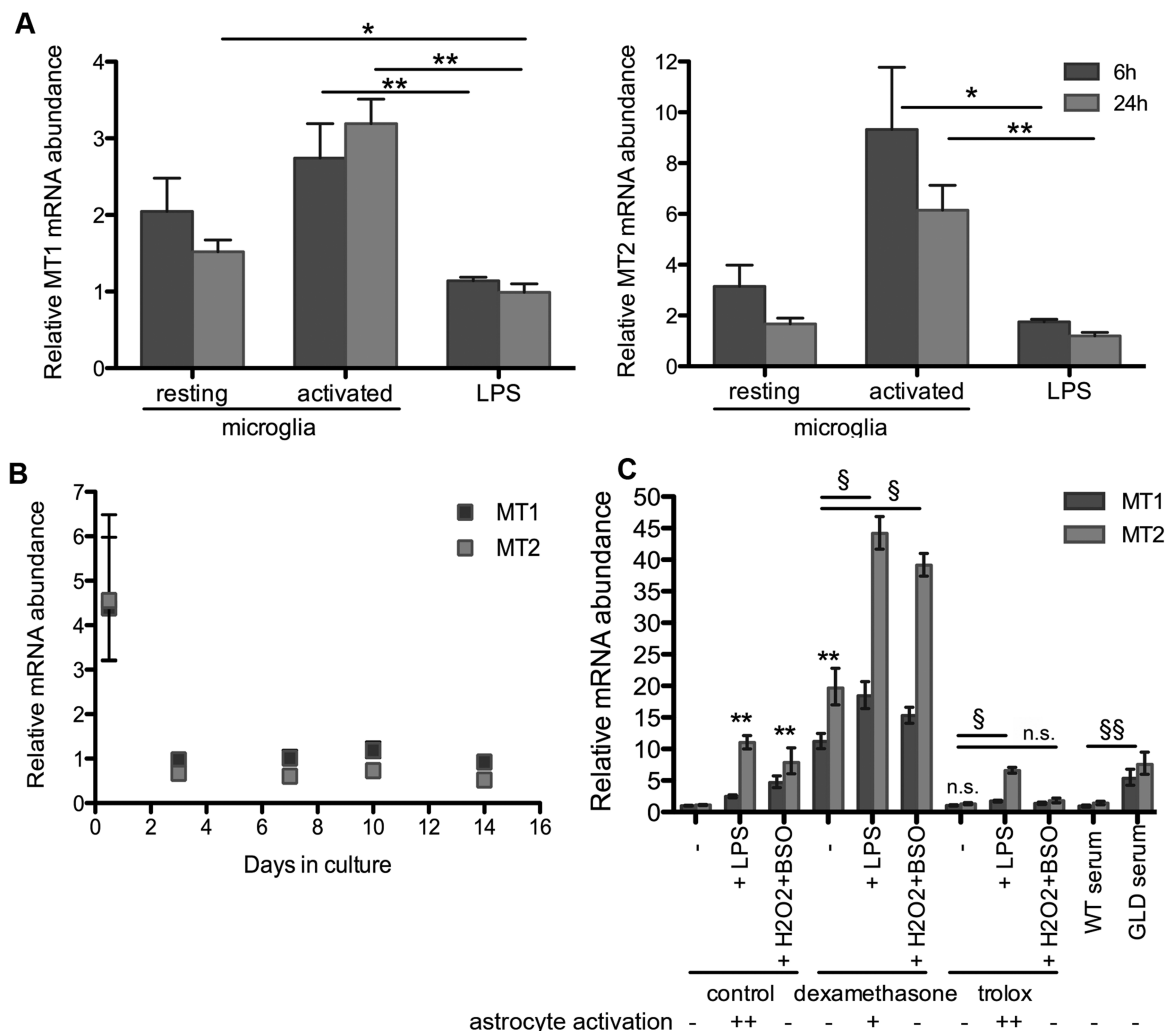 A
Relative MT1 mRNA abundance
4
3
2
1
0
*
**
**
resting
activated
LPS
microglia
Relative MT2 mRNA abundance
12
10
8
6
4
2
0
*
**
6h
24h
resting
activated
LPS
microglia
B
Relative mRNA abundance
7
6
5
4
3
2
1
0
MT1
MT2
0 2 4 6 8 10 12 14 16
Days in culture
C
Relative mRNA abundance
50
45
40
35
30
25
20
15
10
5
0
MT1
MT2
**
**
**
§
§
n.s.
§
n.s.
§§
-
+ LPS
+ H2O2+BSO
-
+ LPS
+ H2O2+BSO
-
+ LPS
+ H2O2+BSO
WT serum
GLD serum
control
dexamethasone
trolox
astrocyte activation - ++ - - + - - ++ - - -